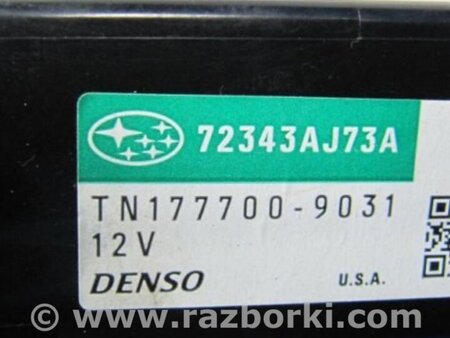 72343AJ73A
TN177700-9031
12V
DENSO U.S.A.
© www.razborki.com